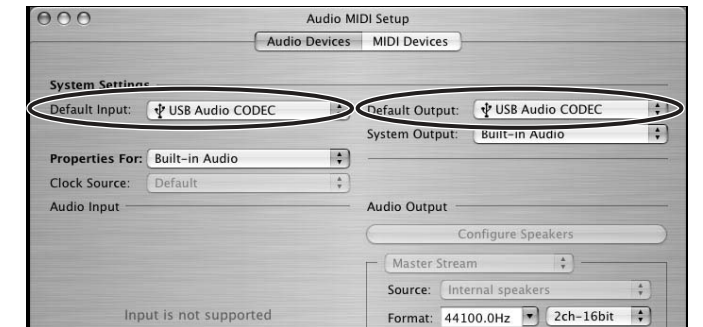 Audio MIDI Setup
Audio Devices MIDI Devices
System Settings
Default Input: USB Audio CODEC Default Output: USB Audio CODEC
System Output: Built-in Audio
Properties For: Built-in Audio
Clock Source: Default
Audio Input Audio Output
Configure Speakers
Master Stream
Source: Internal speakers
Input is not supported Format: 44100.0Hz 2ch-16bit